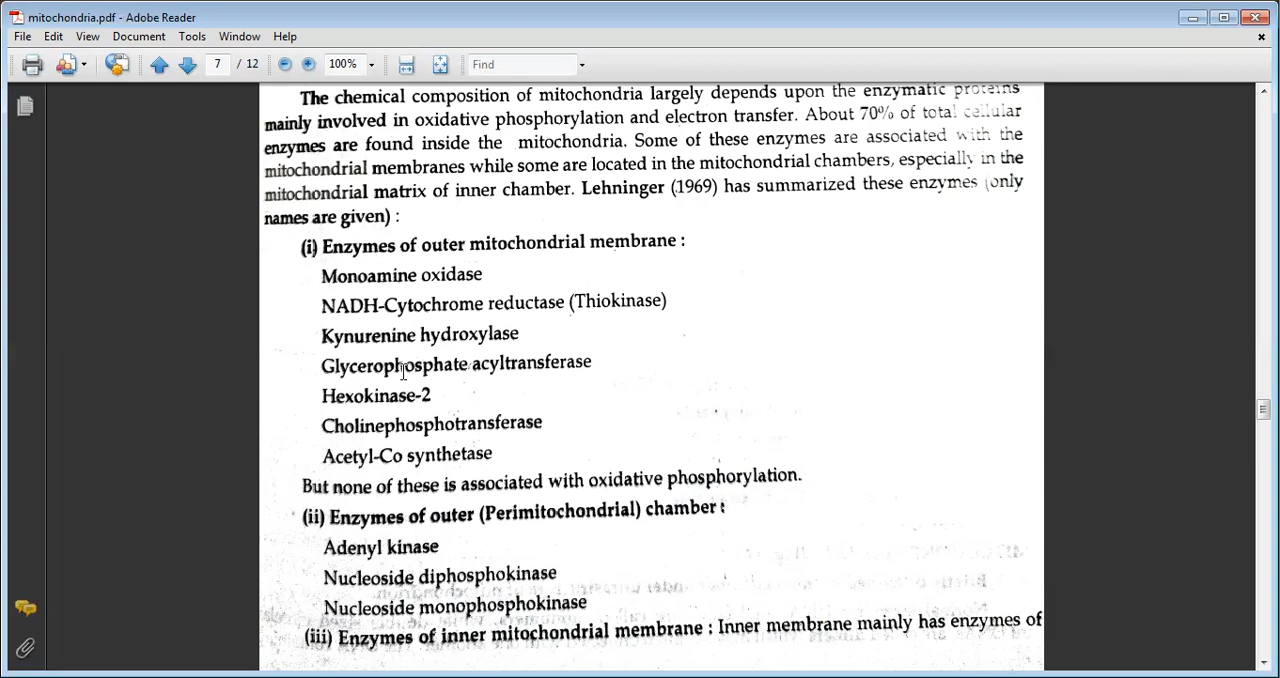 mitochondria.pdf - Adobe Reader
File Edit View Document Tools Window Help
7 / 12 100% Find
The chemical composition of mitochondria largely depends upon the enzymatic proteins
mainly involved in oxidative phosphorylation and electron transfer. About 70% of total cellular
enzymes are found inside the mitochondria. Some of these enzymes are associated with the
mitochondrial membranes while some are located in the mitochondrial chambers, especially in the
mitochondrial matrix of inner chamber. Lehninger (1969) has summarized these enzymes (only
names are given) :
(i) Enzymes of outer mitochondrial membrane :
Monoamine oxidase
NADH-Cytochrome reductase (Thiokinase)
Kynurenine hydroxylase
Glycerophosphate acyltransferase
Hexokinase-2
Cholinephosphotransferase
Acetyl-Co synthetase
But none of these is associated with oxidative phosphorylation.
(ii) Enzymes of outer (Perimitochondrial) chamber :
Adenyl kinase
Nucleoside diphosphokinase
Nucleoside monophosphokinase
(iii) Enzymes of inner mitochondrial membrane : Inner membrane mainly has enzymes of